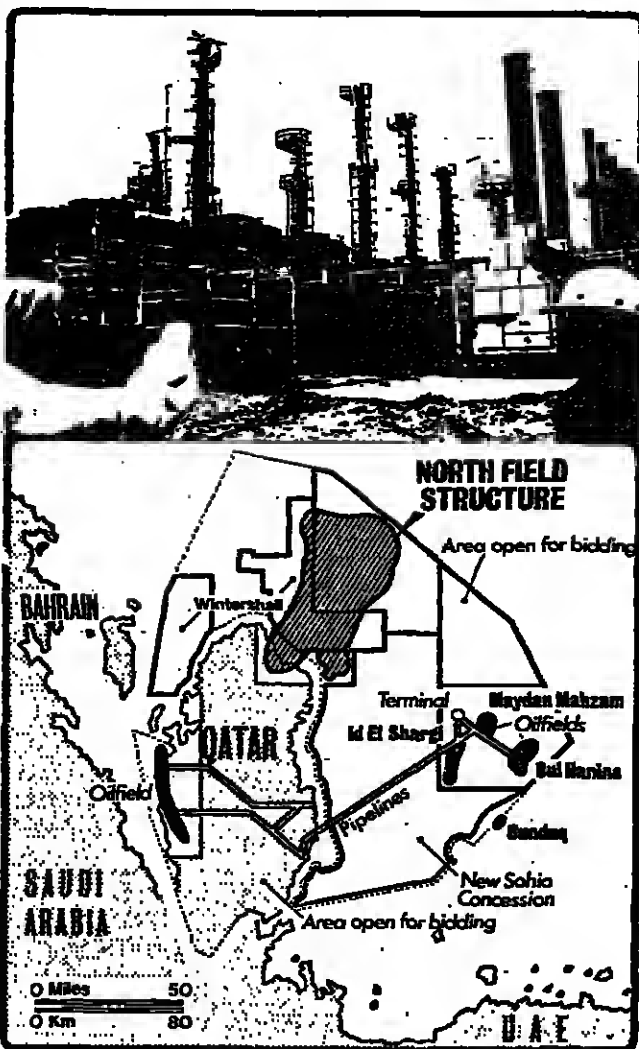 NORTH FIELD
STRUCTURE
Area open for bidding
BAHRAIN
Wintershall
Terminal
Maydan Mahzam
Id El Shargi
Oilfields
QATAR
Bul Hanine
Oilfield
Pipelines
Bunduq
SAUDI
ARABIA
New Sohio
Concession
Area open for bidding
0 Miles 50
0 Km 80
U A E